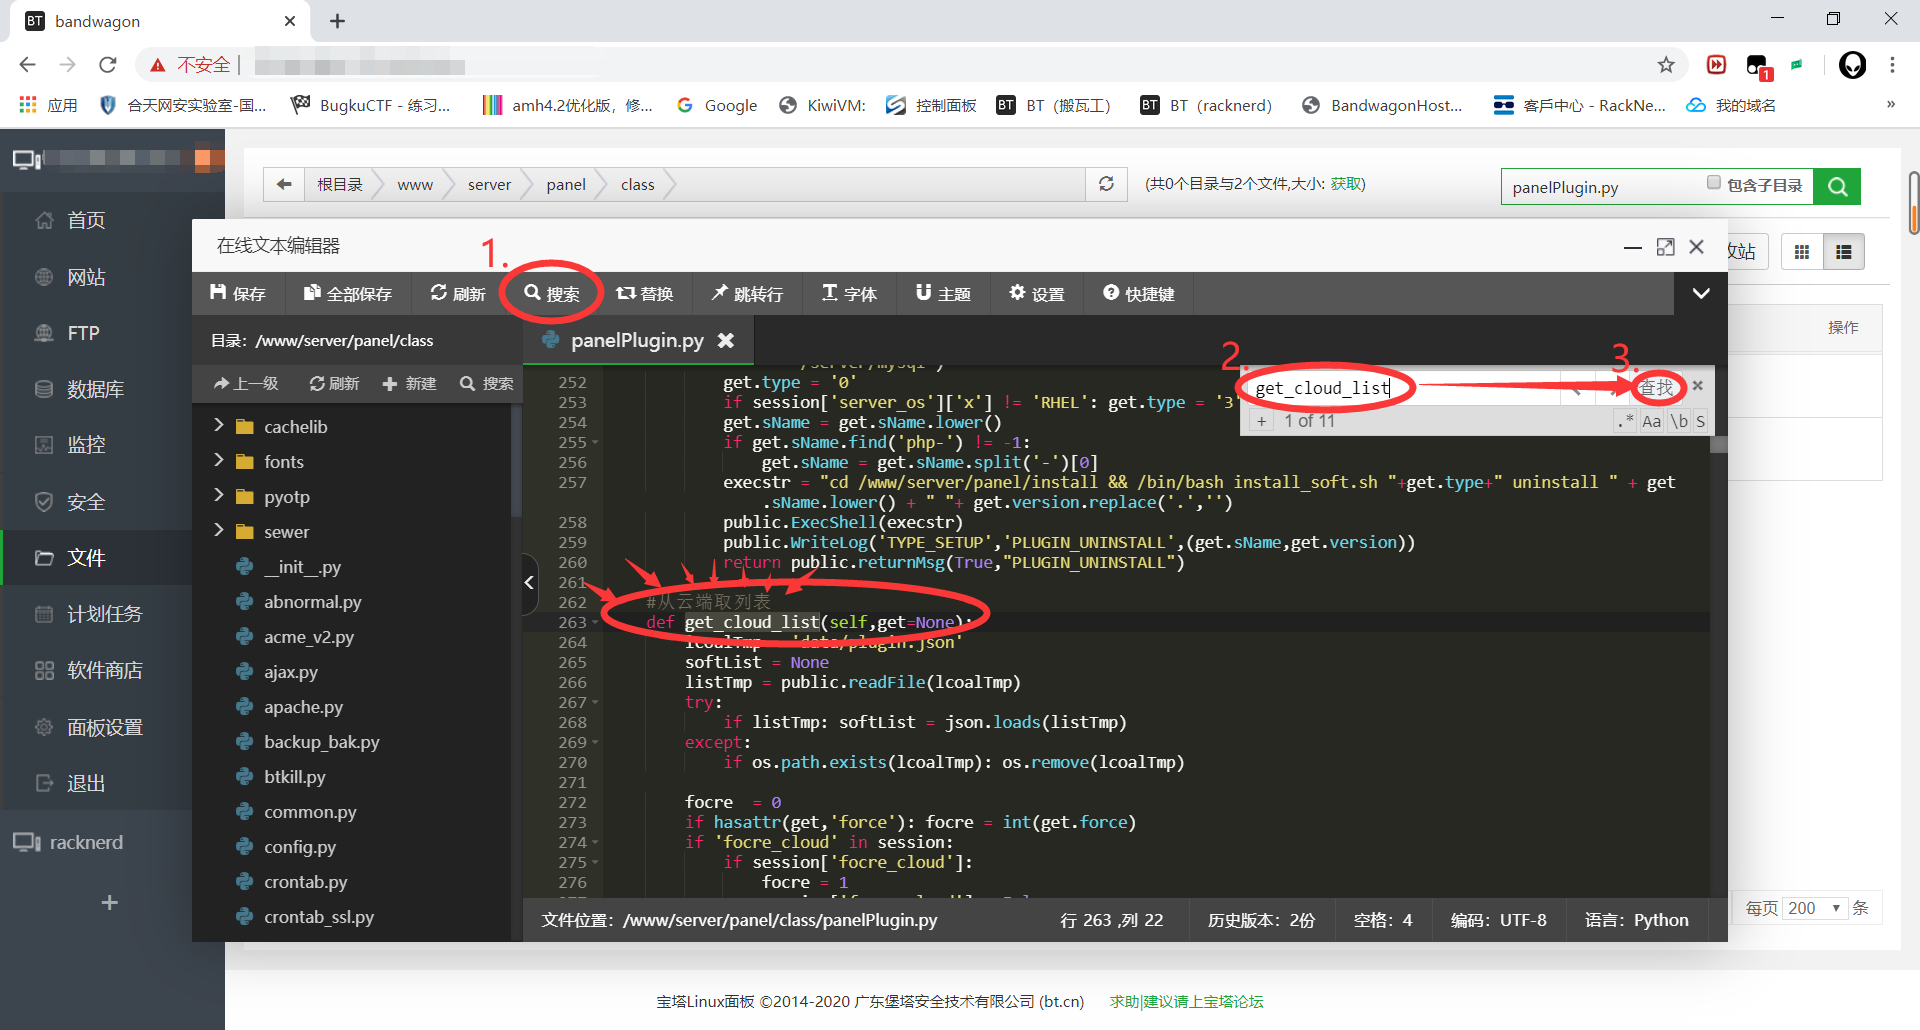 BT bandwagon
不安全
1
应用
合天网安实验室-国...
BugkuCTF - 练习...
amh4.2优化版，修...
Google
KiwiVM:
控制面板
BT BT（搬瓦工）
BT BT（racknerd）
BandwagonHost...
客戶中心 - RackNe...
我的域名
»
根目录 www server panel class
(共0个目录与2个文件,大小: 获取)
panelPlugin.py 包含子目录
首页
网站
FTP
数据库
监控
安全
文件
计划任务
软件商店
面板设置
退出
racknerd
+
在线文本编辑器
1.
保存 全部保存 刷新 搜索 替换 跳转行 字体 主题 设置 快捷键
目录：/www/server/panel/class
panelPlugin.py
上一级 刷新 新建 搜索
cachelib
fonts
pyotp
sewer
__init__.py
abnormal.py
acme_v2.py
ajax.py
apache.py
backup_bak.py
btkill.py
common.py
config.py
crontab.py
crontab_ssl.py
2.
3.
get_cloud_list 查找
+ 1 of 11 .* Aa \b S
252 get.type = '0'
253 if session['server_os']['x'] != 'RHEL': get.type = '3'
254 get.sName = get.sName.lower()
255 if get.sName.find('php-') != -1:
256 get.sName = get.sName.split('-')[0]
257 execstr = "cd /www/server/panel/install && /bin/bash install_soft.sh "+get.type+" uninstall " + get
.sName.lower() + " "+ get.version.replace('.','')
258 public.ExecShell(execstr)
259 public.WriteLog('TYPE_SETUP','PLUGIN_UNINSTALL',(get.sName,get.version))
260 return public.returnMsg(True,"PLUGIN_UNINSTALL")
261
262 #从云端取列表
263 def get_cloud_list(self,get=None):
264 lcoalTmp = 'data/plugin.json'
265 softList = None
266 listTmp = public.readFile(lcoalTmp)
267 try:
268 if listTmp: softList = json.loads(listTmp)
269 except:
270 if os.path.exists(lcoalTmp): os.remove(lcoalTmp)
271
272 focre = 0
273 if hasattr(get,'force'): focre = int(get.force)
274 if 'focre_cloud' in session:
275 if session['focre_cloud']:
276 focre = 1
文件位置：/www/server/panel/class/panelPlugin.py
行 263 ,列 22
历史版本：2份
空格：4
编码：UTF-8
语言：Python
站
操作
每页 200 条
宝塔Linux面板 ©2014-2020 广东堡塔安全技术有限公司 (bt.cn) 求助|建议请上宝塔论坛